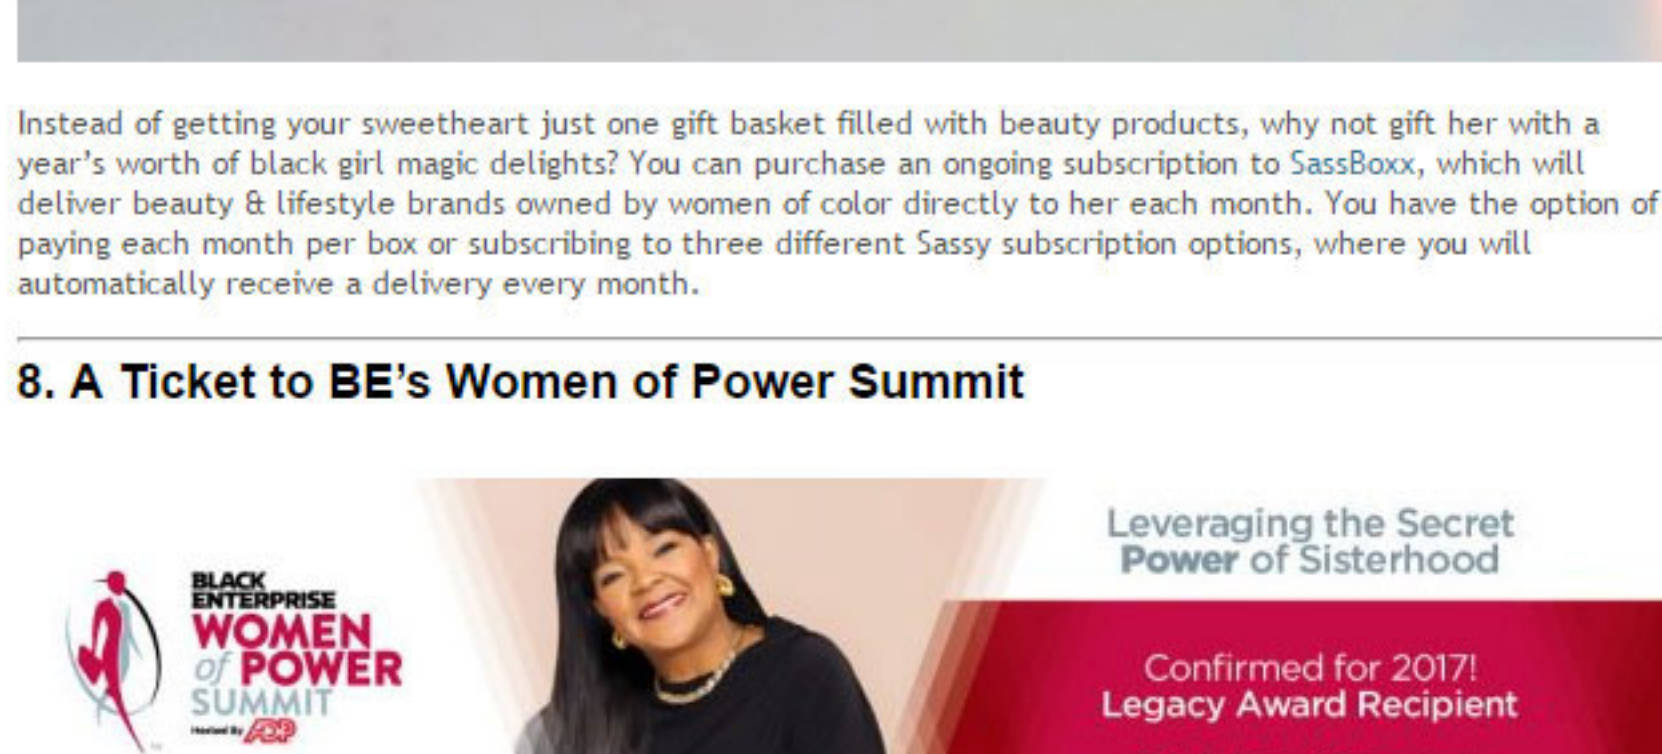 Instead of getting your sweetheart just one gift basket filled with beauty products, why not gift her with a
year’s worth of black girl magic delights? You can purchase an ongoing subscription to SassBoxx, which will
deliver beauty & lifestyle brands owned by women of color directly to her each month. You have the option of
paying each month per box or subscribing to three different Sassy subscription options, where you will
automatically receive a delivery every month.
8. A Ticket to BE’s Women of Power Summit
BLACK
ENTERPRISE
WOMEN
of POWER
SUMMIT
Hosted By ADP
Leveraging the Secret
Power of Sisterhood
Confirmed for 2017!
Legacy Award Recipient